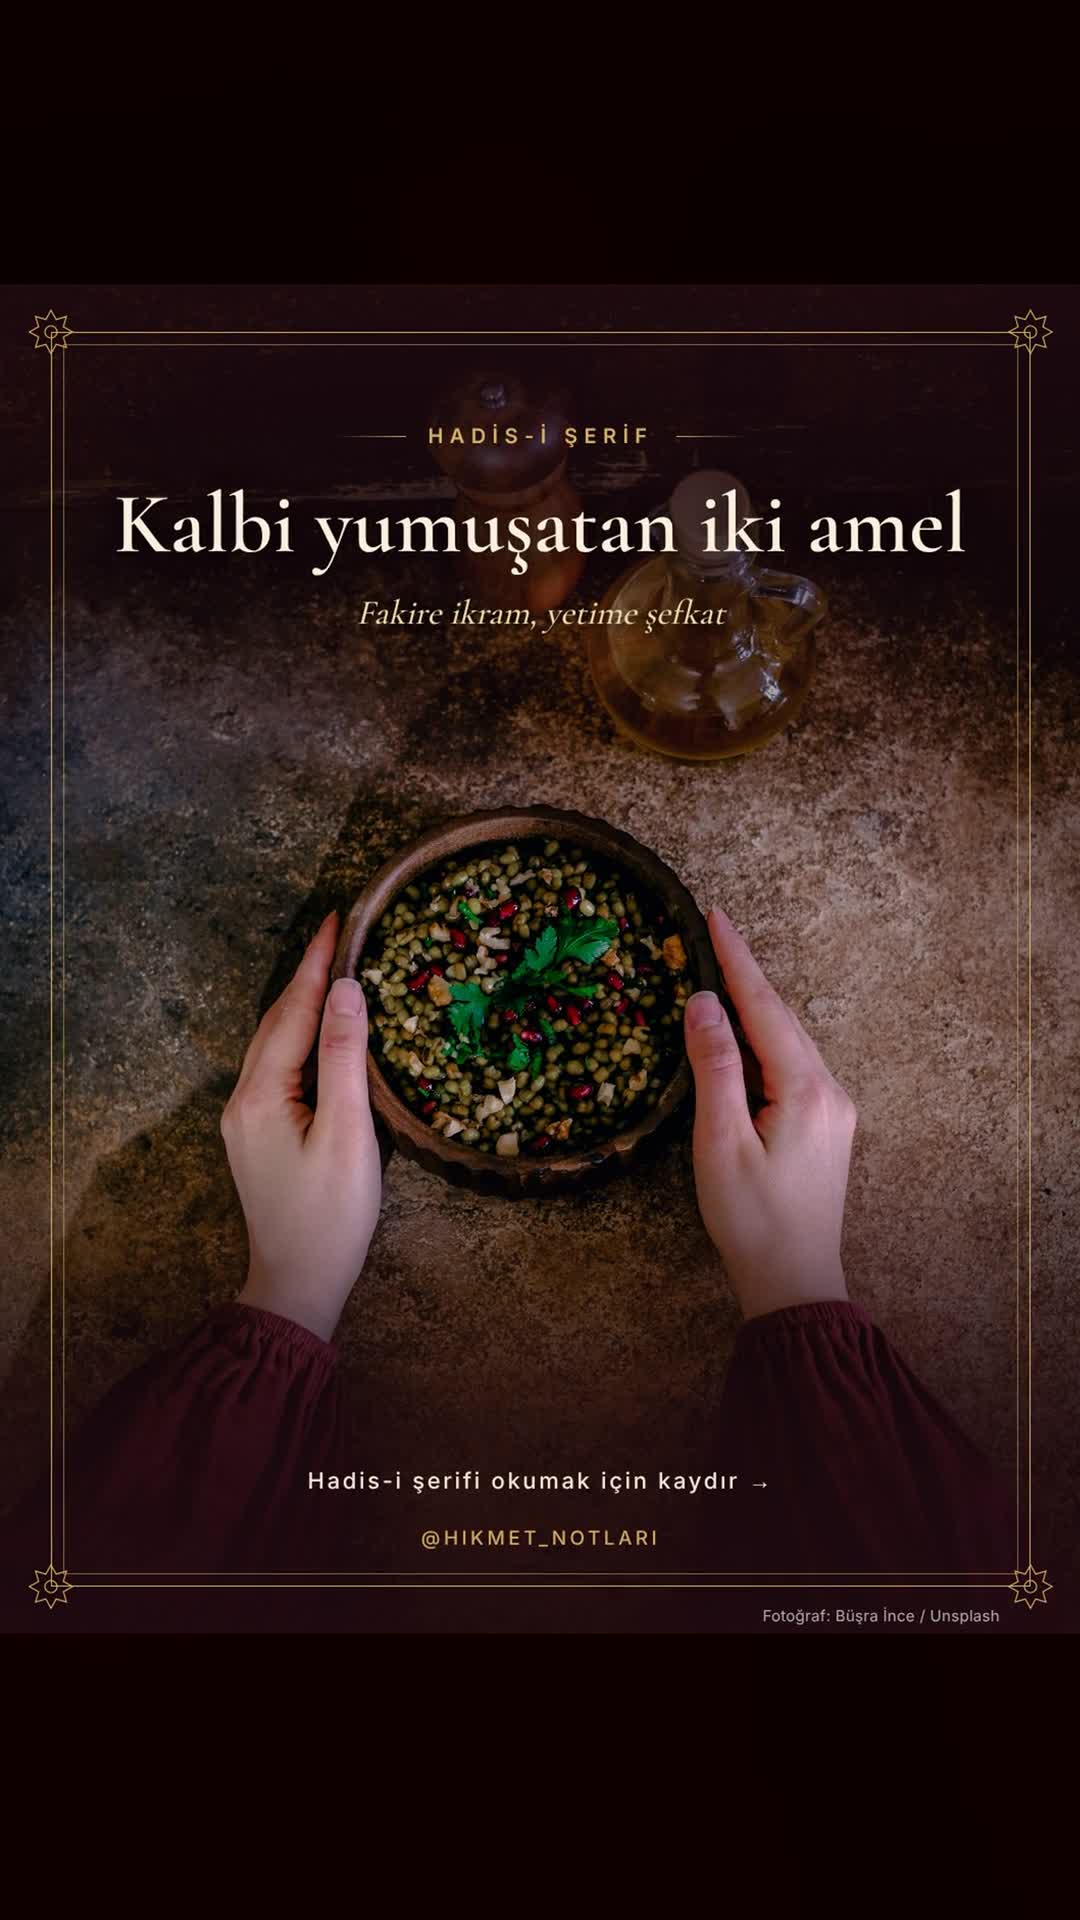 HADİS-İ ŞERİF
Kalbi yumuşatan iki amel
Fakire ikram, yetime şefkat
Hadis-i şerifi okumak için kaydır →
@HIKMET_NOTLARI
Fotoğraf: Büşra İnce / Unsplash